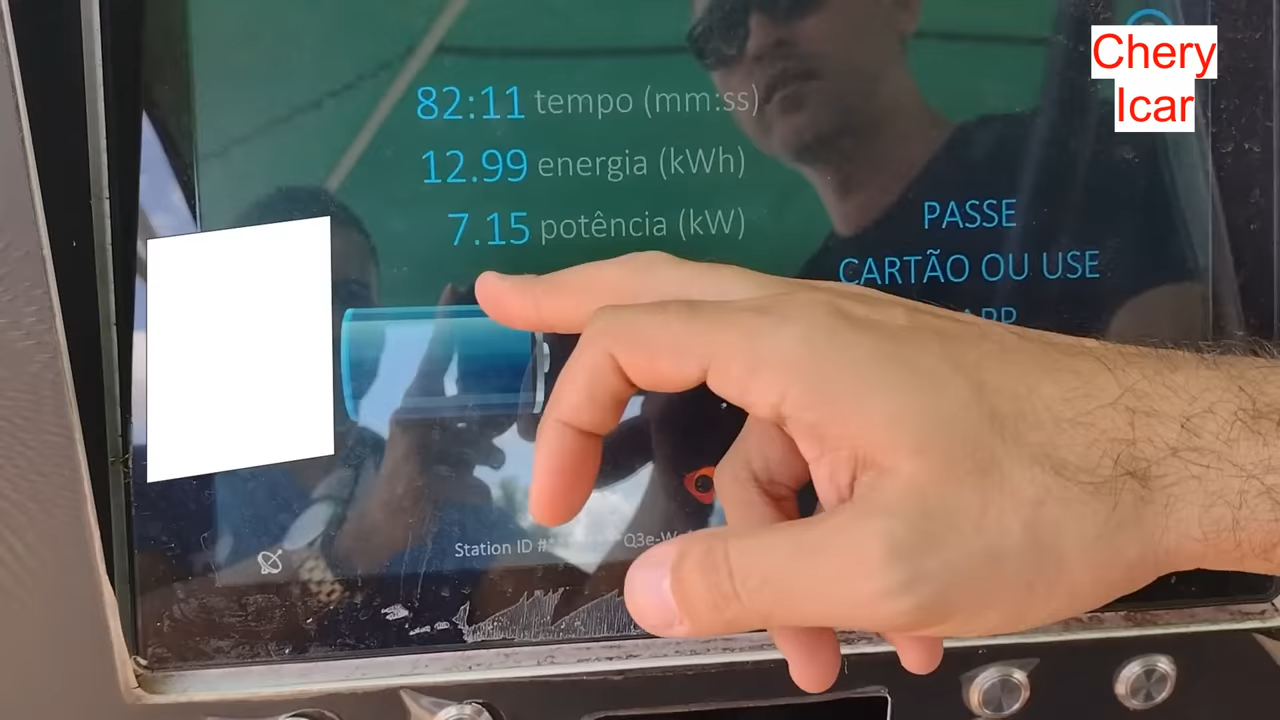 Chery
Icar
82:11 tempo (mm:ss)
12.99 energia (kWh)
7.15 potência (kW)
PASSE
CARTÃO OU USE
APP
Station ID #